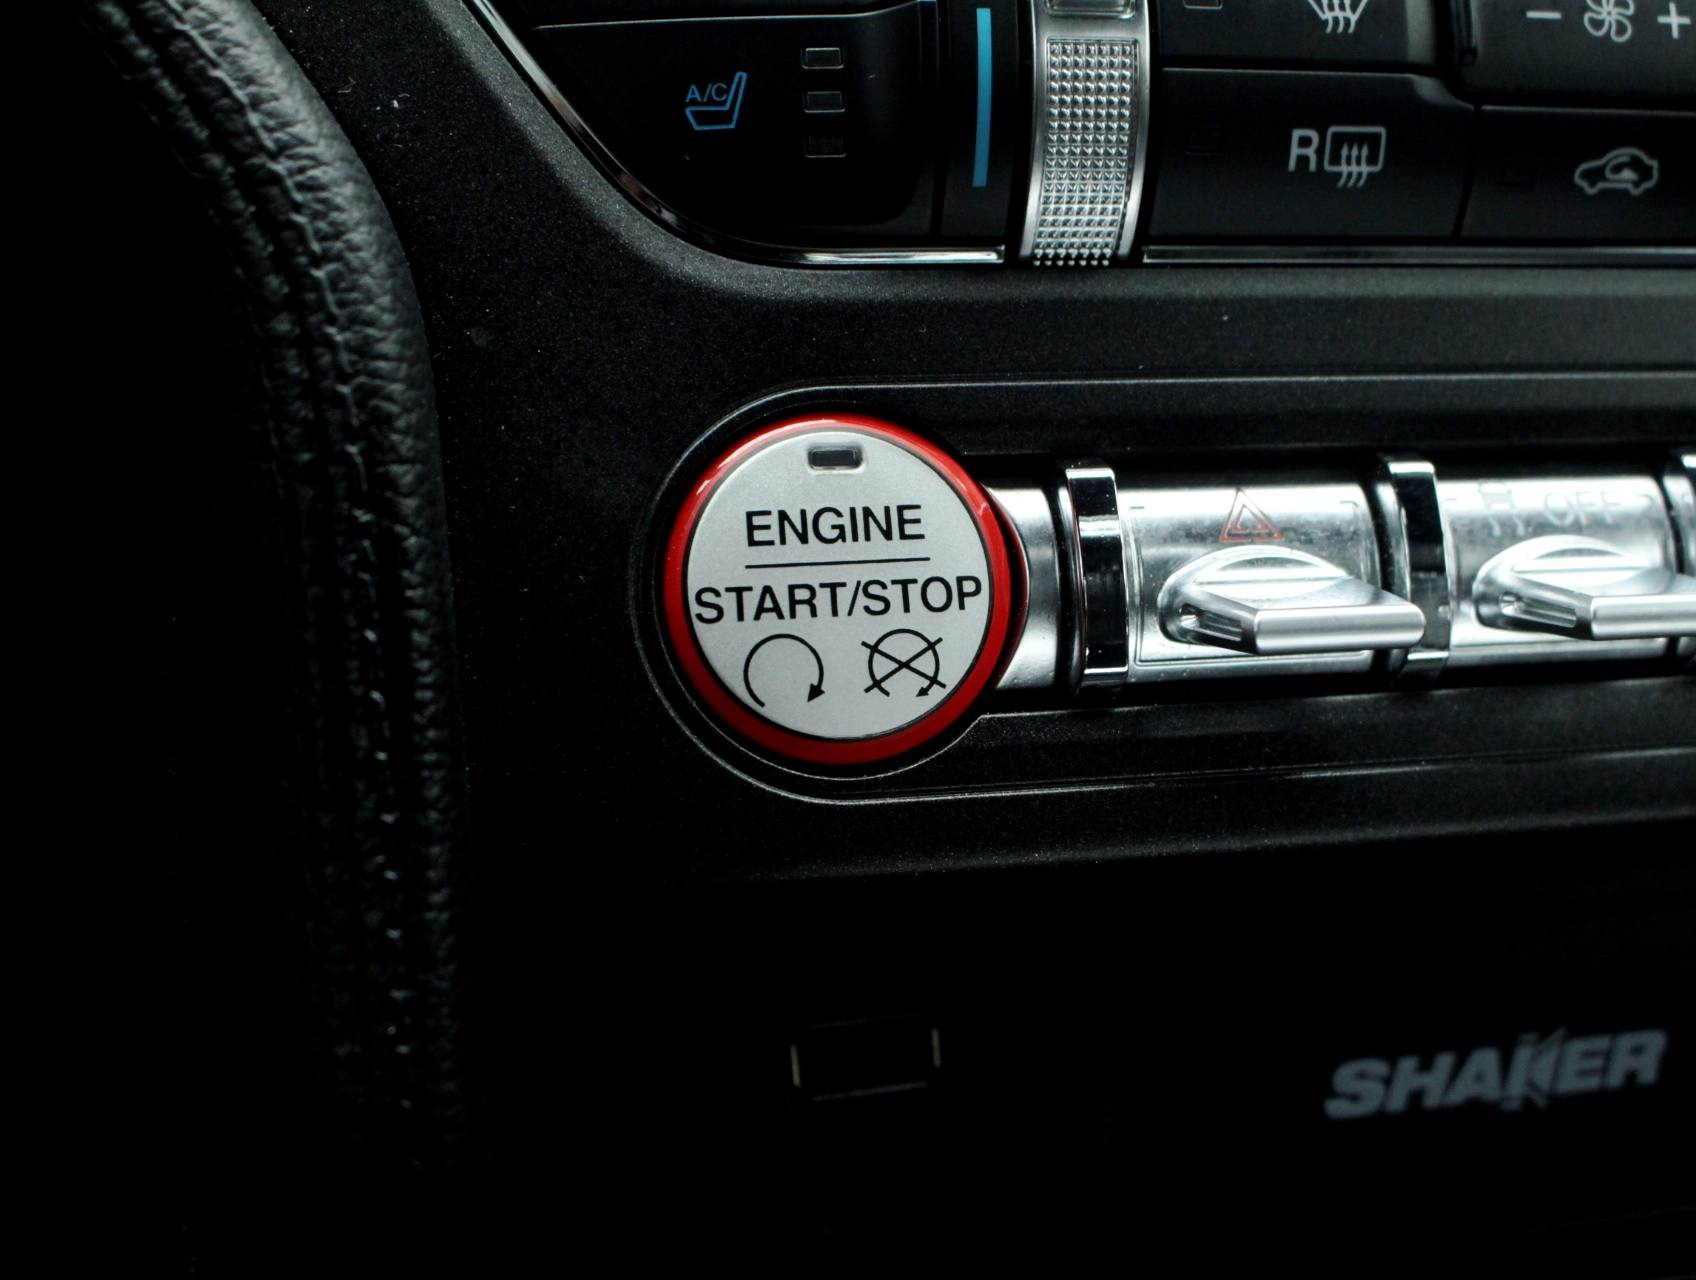 A/C
R
ENGINE
START/STOP
OFF
SHAKER